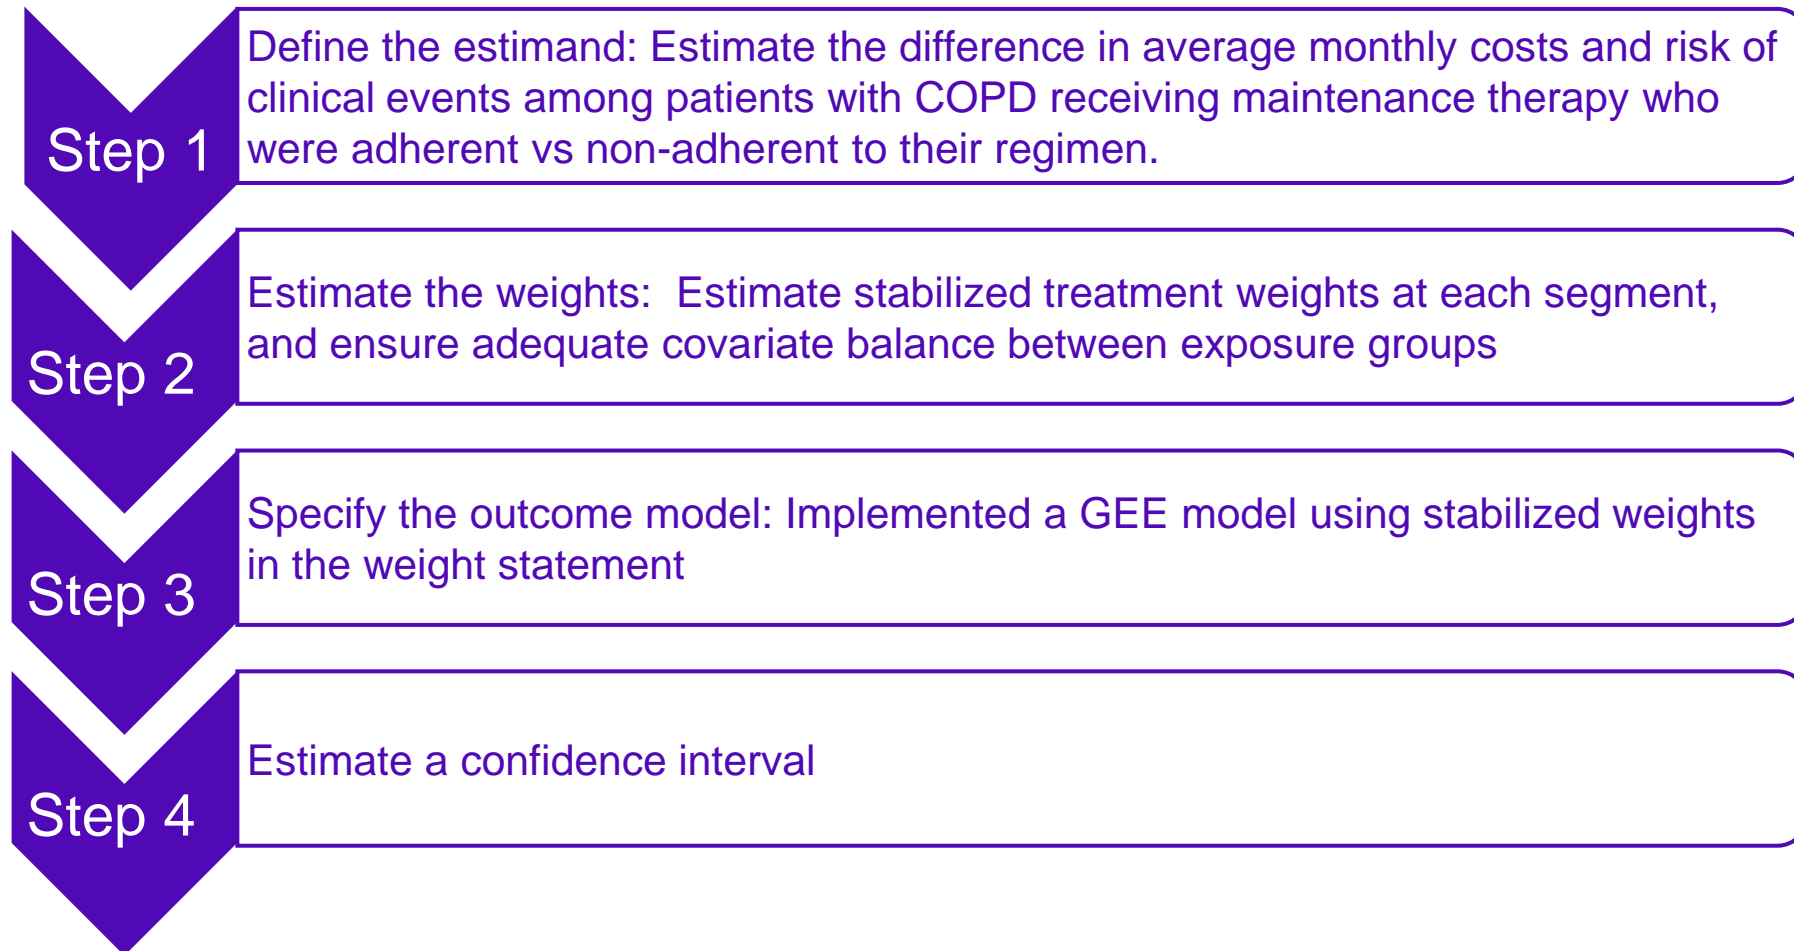 Step 1
Define the estimand: Estimate the difference in average monthly costs and risk of
clinical events among patients with COPD receiving maintenance therapy who
were adherent vs non-adherent to their regimen.
Step 2
Estimate the weights:  Estimate stabilized treatment weights at each segment,
and ensure adequate covariate balance between exposure groups
Step 3
Specify the outcome model: Implemented a GEE model using stabilized weights
in the weight statement
Step 4
Estimate a confidence interval